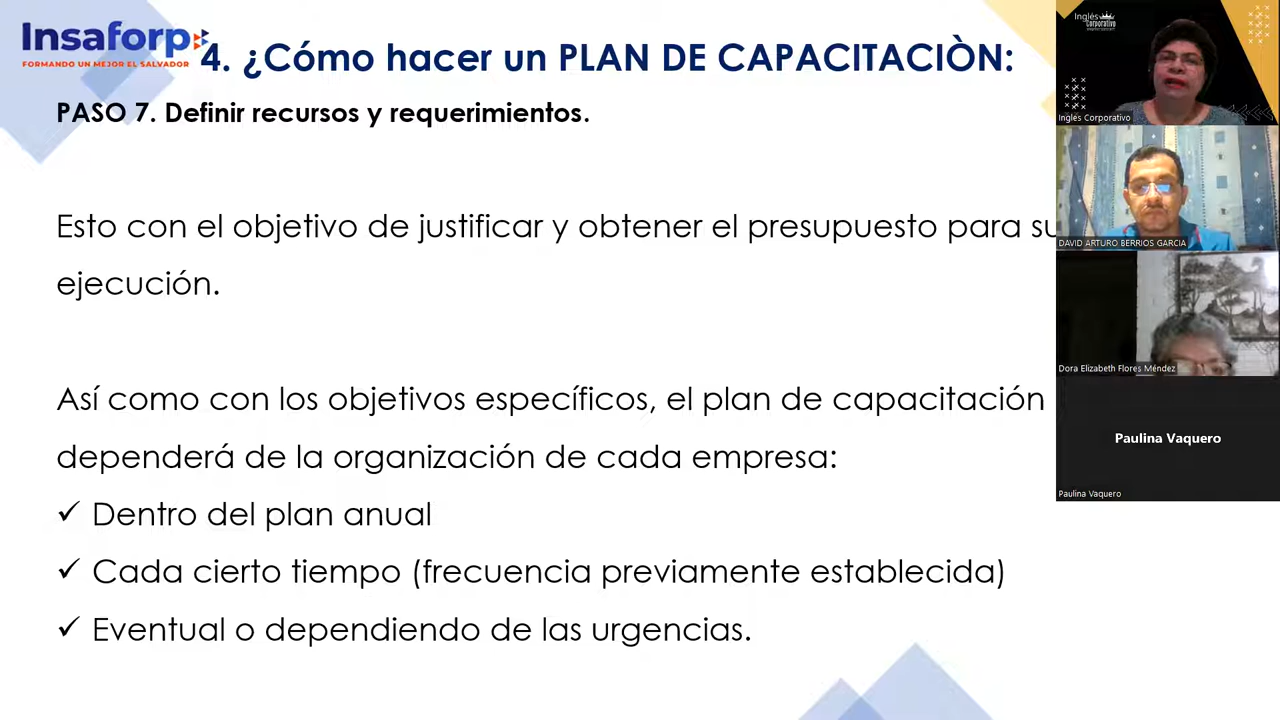 Insaforp
FORMANDO UN MEJOR EL SALVADOR
4. ¿Cómo hacer un PLAN DE CAPACITACIÒN:
PASO 7. Definir recursos y requerimientos.
Esto con el objetivo de justificar y obtener el presupuesto para su
ejecución.
Así como con los objetivos específicos, el plan de capacitación
dependerá de la organización de cada empresa:
✓ Dentro del plan anual
✓ Cada cierto tiempo (frecuencia previamente establecida)
✓ Eventual o dependiendo de las urgencias.
Inglés
Corporativo
Inglés Corporativo
DAVID ARTURO BERRIOS GARCIA
Dora Elizabeth Flores Méndez
Paulina Vaquero
Paulina Vaquero